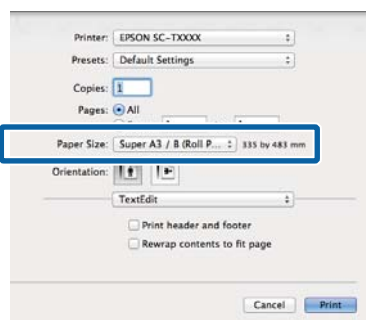 Printer: EPSON SC-TXXXX
Presets: Default Settings
Copies: 1
Pages: All
Paper Size: Super A3 / B (Roll P... 335 by 483 mm
Orientation:
TextEdit
Print header and footer
Rewrap contents to fit page
Cancel Print